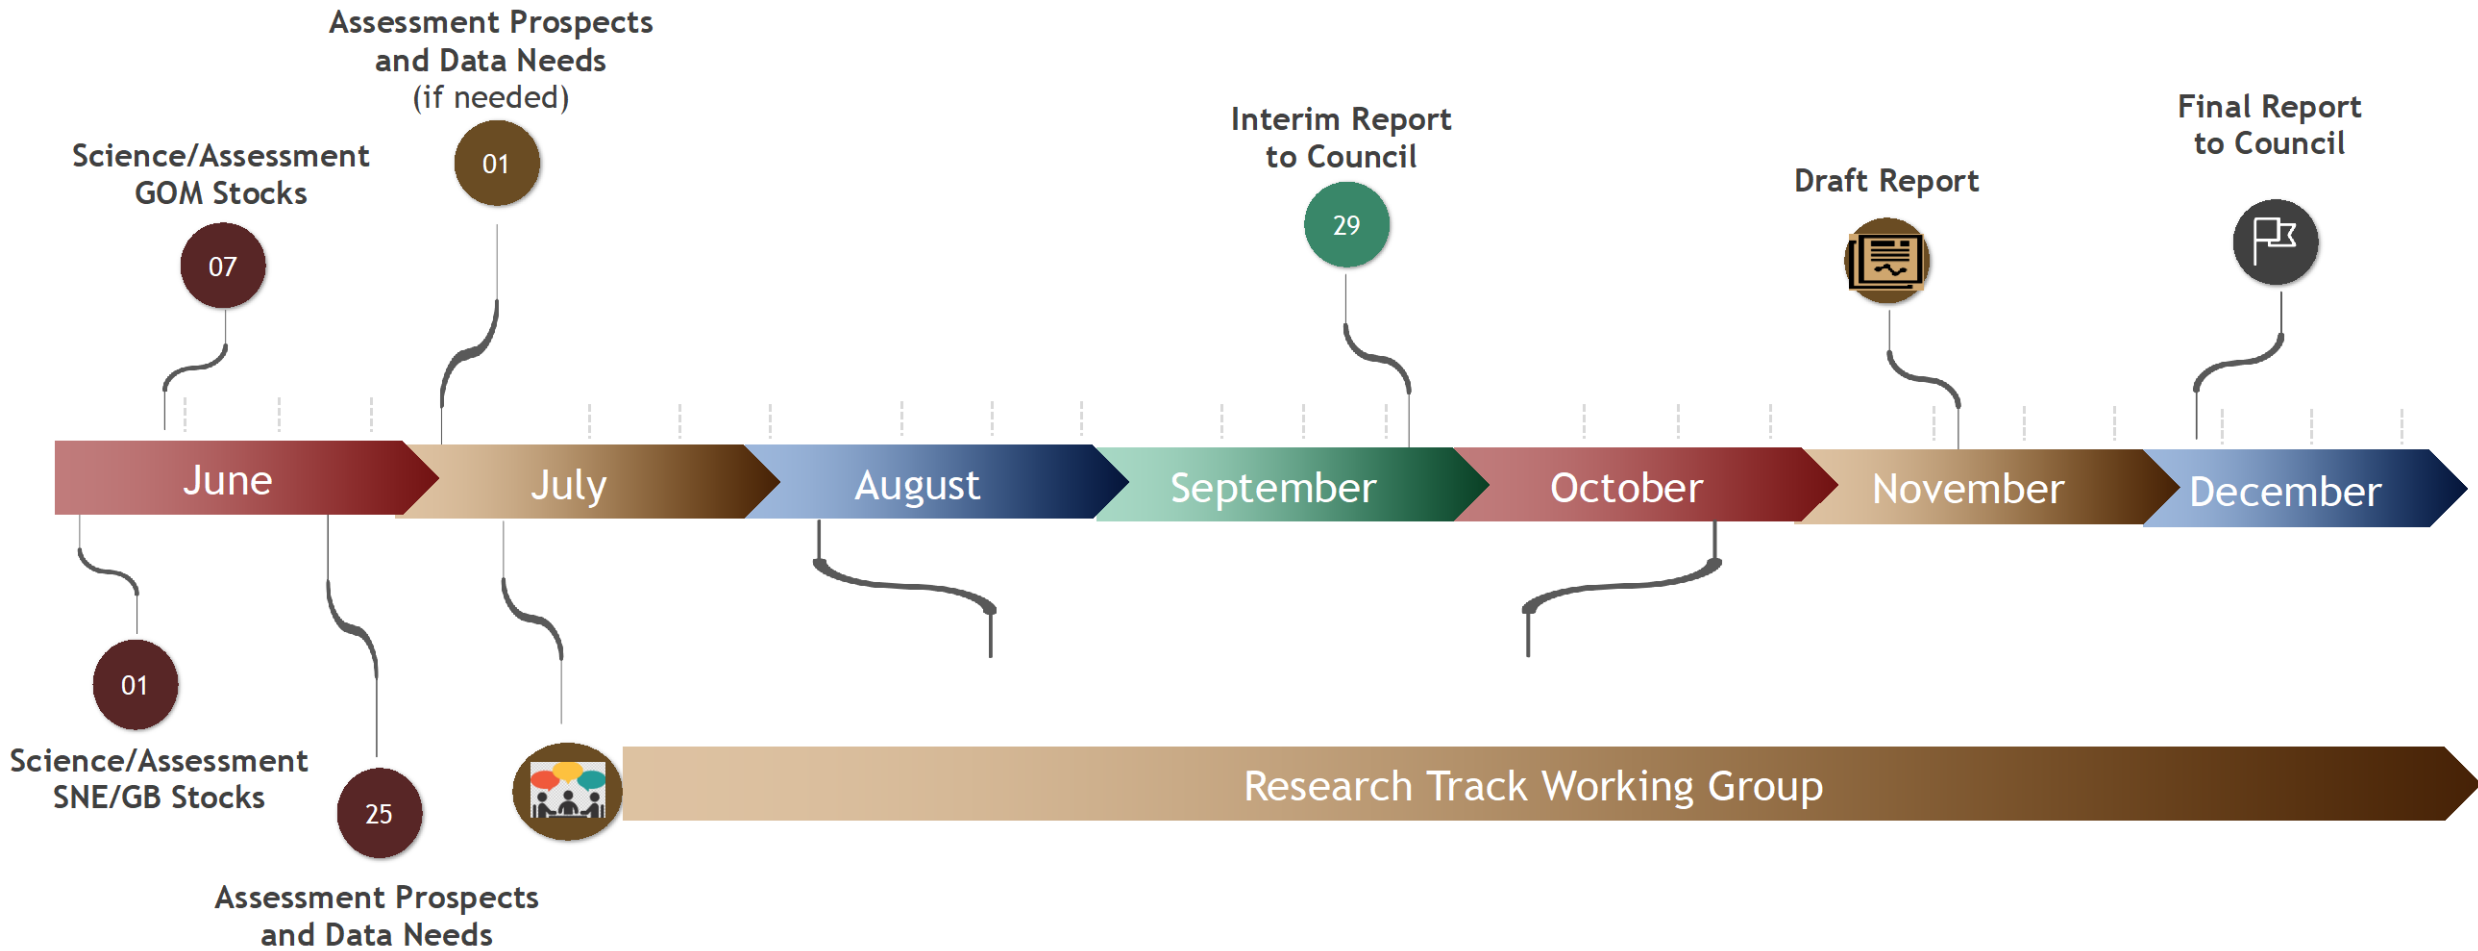 Assessment Prospects
and Data Needs
(if needed)
01
Science/Assessment
GOM Stocks
07
Interim Report
to Council
29
Draft Report
Final Report
to Council
June
July
August
September
October
November
December
01
Science/Assessment
SNE/GB Stocks
25
Assessment Prospects
and Data Needs
Research Track Working Group